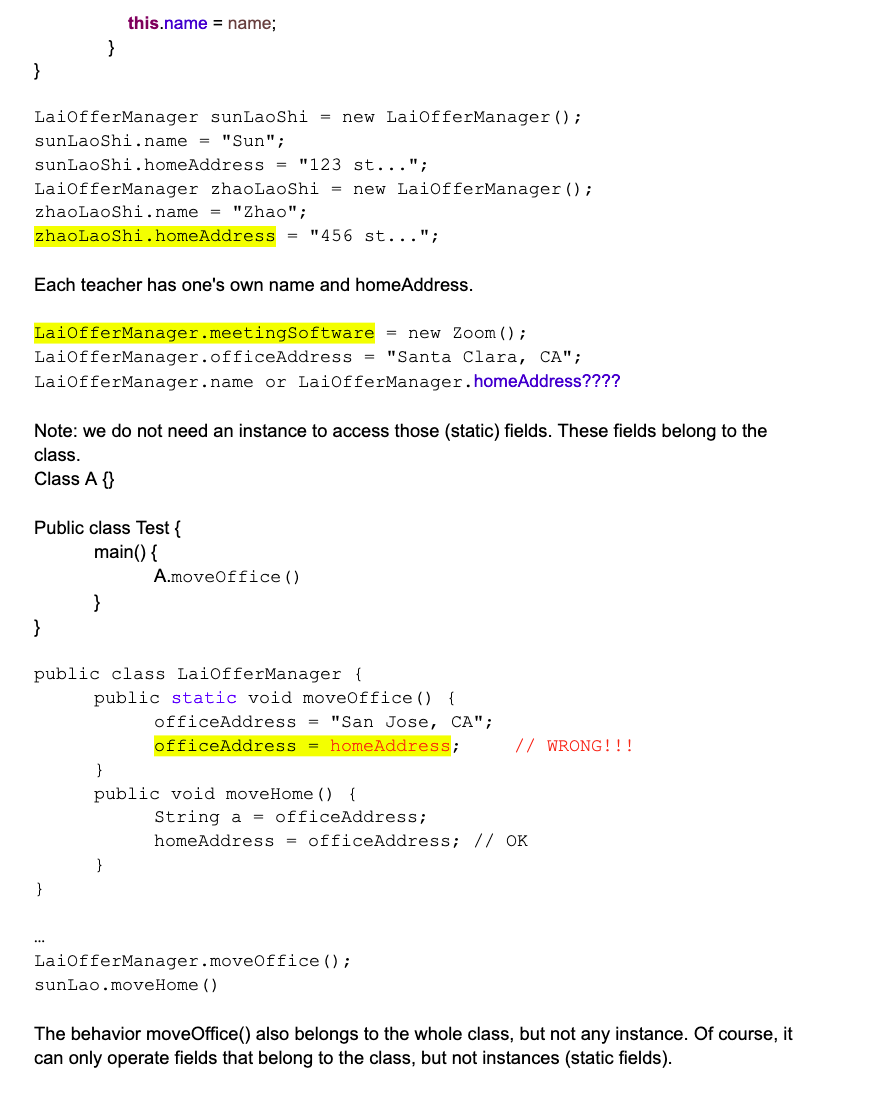 this.name = name;
}
}
LaiOfferManager sunLaoShi = new LaiOfferManager();
sunLaoShi.name = "Sun";
sunLaoShi.homeAddress = "123 st...";
LaiOfferManager zhaoLaoShi = new LaiOfferManager();
zhaoLaoShi.name = "Zhao";
zhaoLaoShi.homeAddress = "456 st...";
Each teacher has one's own name and homeAddress.
LaiOfferManager.meetingSoftware = new Zoom();
LaiOfferManager.officeAddress = "Santa Clara, CA";
LaiOfferManager.name or LaiOfferManager.homeAddress????
Note: we do not need an instance to access those (static) fields. These fields belong to the
class.
Class A {}
Public class Test {
main() {
A.moveOffice()
}
}
public class LaiOfferManager {
public static void moveOffice() {
officeAddress = "San Jose, CA";
officeAddress = homeAddress; // WRONG!!!
}
public void moveHome() {
String a = officeAddress;
homeAddress = officeAddress; // OK
}
}
…
LaiOfferManager.moveOffice();
sunLao.moveHome()
The behavior moveOffice() also belongs to the whole class, but not any instance. Of course, it
can only operate fields that belong to the class, but not instances (static fields).